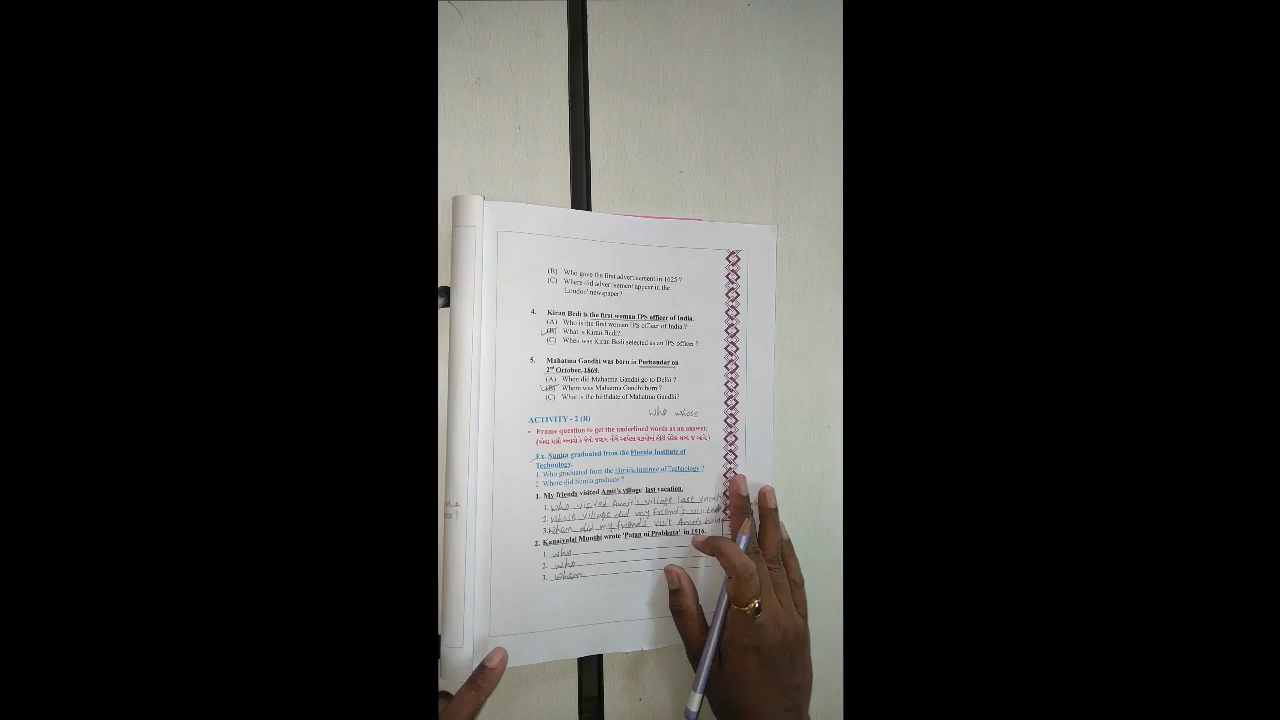 (B) Who gave the first advertisement in 1625 ?
(C) Where did advertisement appear in the
'London' newspaper?
4. Kiran Bedi is the first woman IPS officer of India.
(A) Who is the first woman IPS officer of India ?
(B) What is Kiran Bedi?
(C) When was Kiran Bedi selected as an IPS officer ?
5. Mahatma Gandhi was born in Porbandar on
2nd October, 1869.
(A) When did Mahatma Gandhi go to Delhi ?
(B) Where was Mahatma Gandhi born ?
(C) What is the birthdate of Mahatma Gandhi?
who whose
ACTIVITY - 2 (B)
• Frame question to get the underlined words as an answer.
Ex. Sunita graduated from the Florida Institute of
Technology.
1. Who graduated from the Florida Institute of Technology ?
2. Where did Sunita graduate ?
1. My friends visited Amit's village last vacation.
1. who visited Amit's village last
2. whose village did my friend's visited
3. When did my friend's visit Amit's
2. Kanaiyalal Munshi wrote 'Patan ni Prabhuta' in 1916.
1. who
2. who
3. when